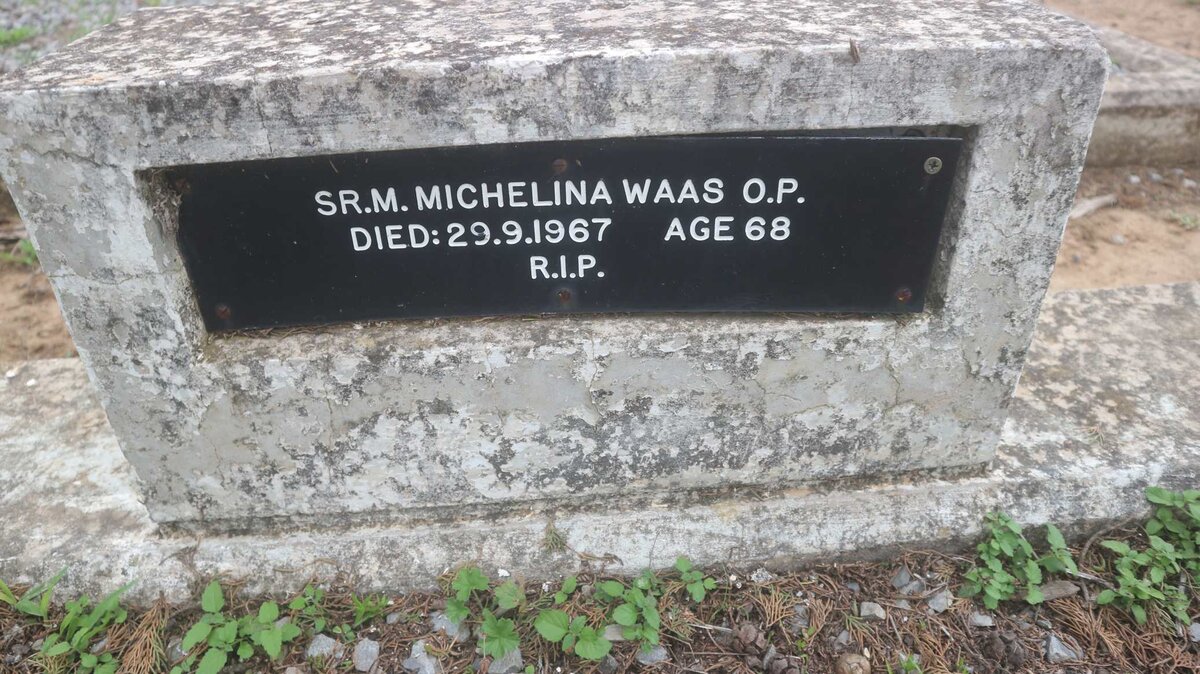 SR.M. MICHELINA WAAS O.P.
DIED: 29.9.1967 AGE 68
R.I.P.